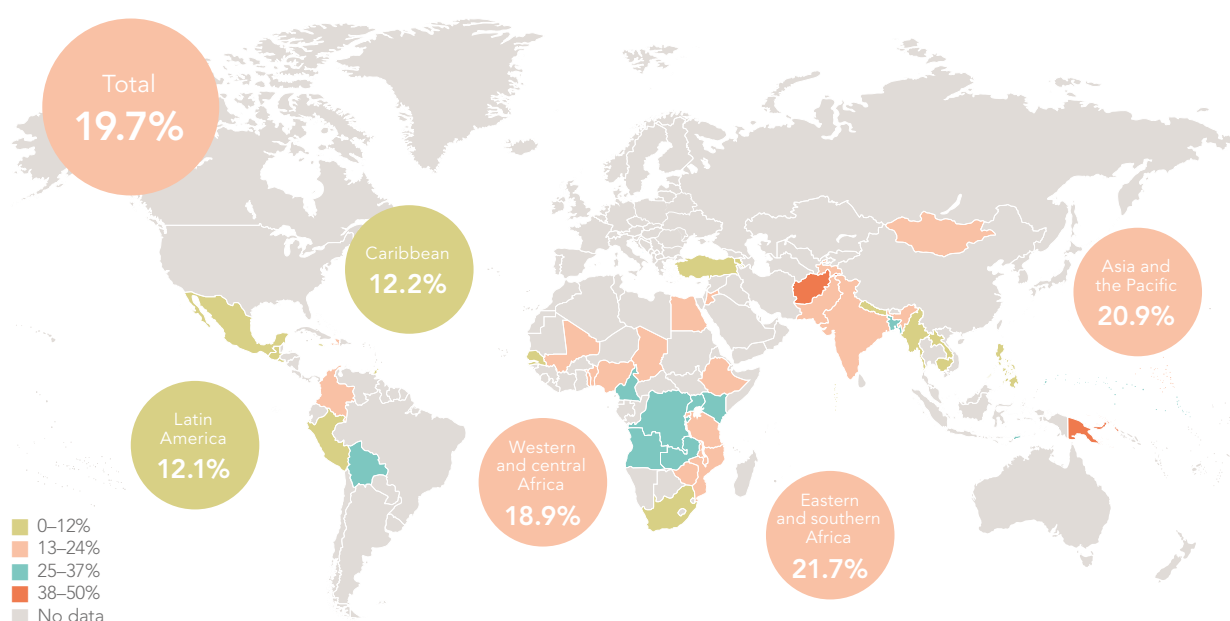 Total
19.7%
Caribbean
12.2%
Asia and
the Pacific
20.9%
Latin
America
12.1%
Western
and central
Africa
18.9%
Eastern
and southern
Africa
21.7%
0–12%
13–24%
25–37%
38–50%
No data